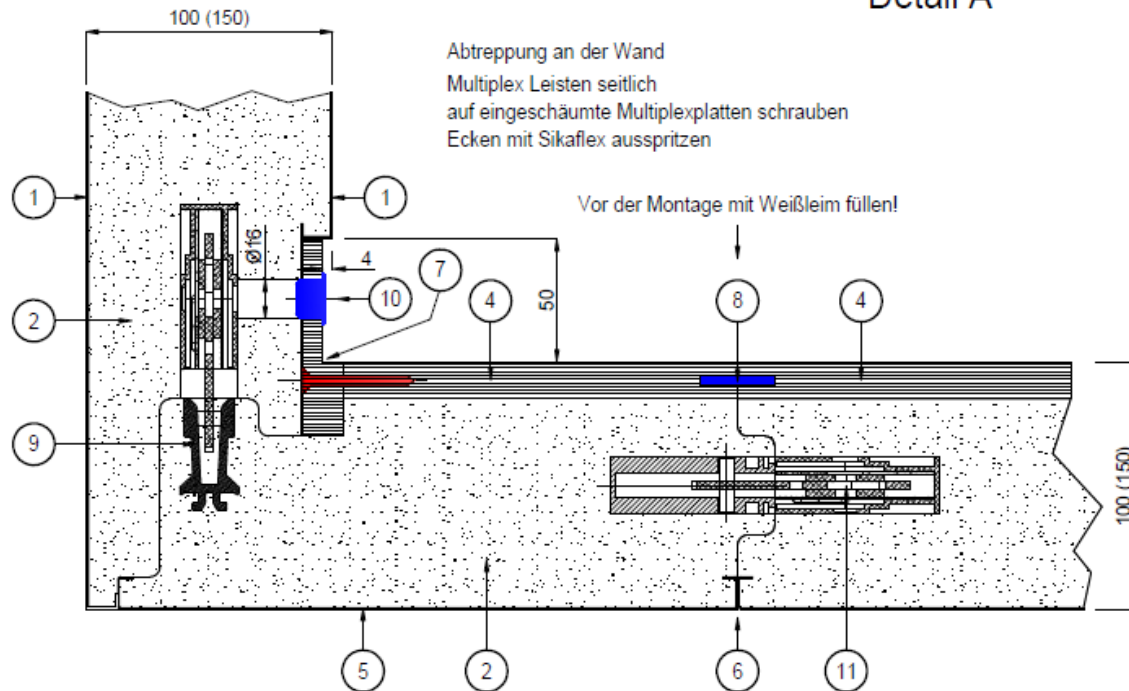 Detail A
100 (150)
Abtreppung an der Wand
Multiplex Leisten seitlich
auf eingeschäumte Multiplexplatten schrauben
Ecken mit Sikaflex ausspritzen
1
1
Vor der Montage mit Weißleim füllen!
Ø16
4
7
50
2
10
4
8
4
9
100 (150)
5
2
6
11